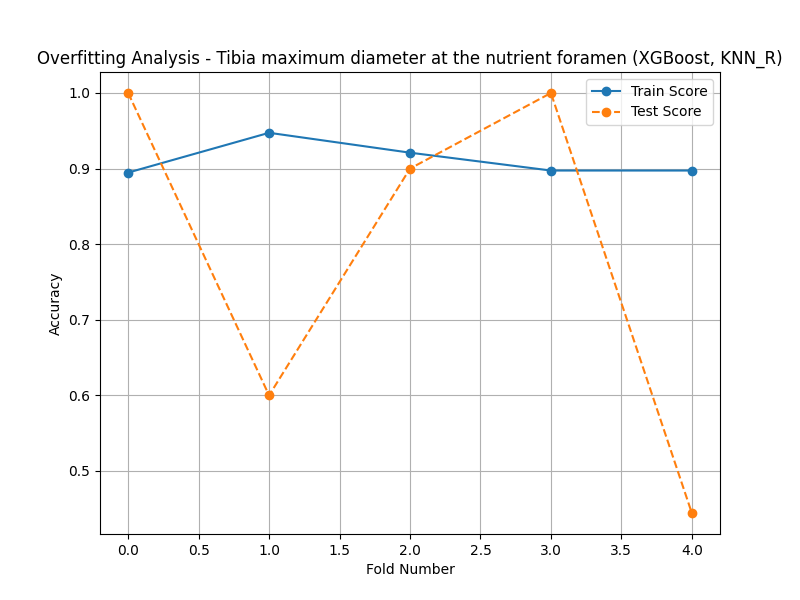 Overfitting Analysis - Tibia maximum diameter at the nutrient foramen (XGBoost, KNN_R)
Train Score
Test Score
1.0
0.9
0.8
0.7
0.6
0.5
Accuracy
0.0 0.5 1.0 1.5 2.0 2.5 3.0 3.5 4.0
Fold Number